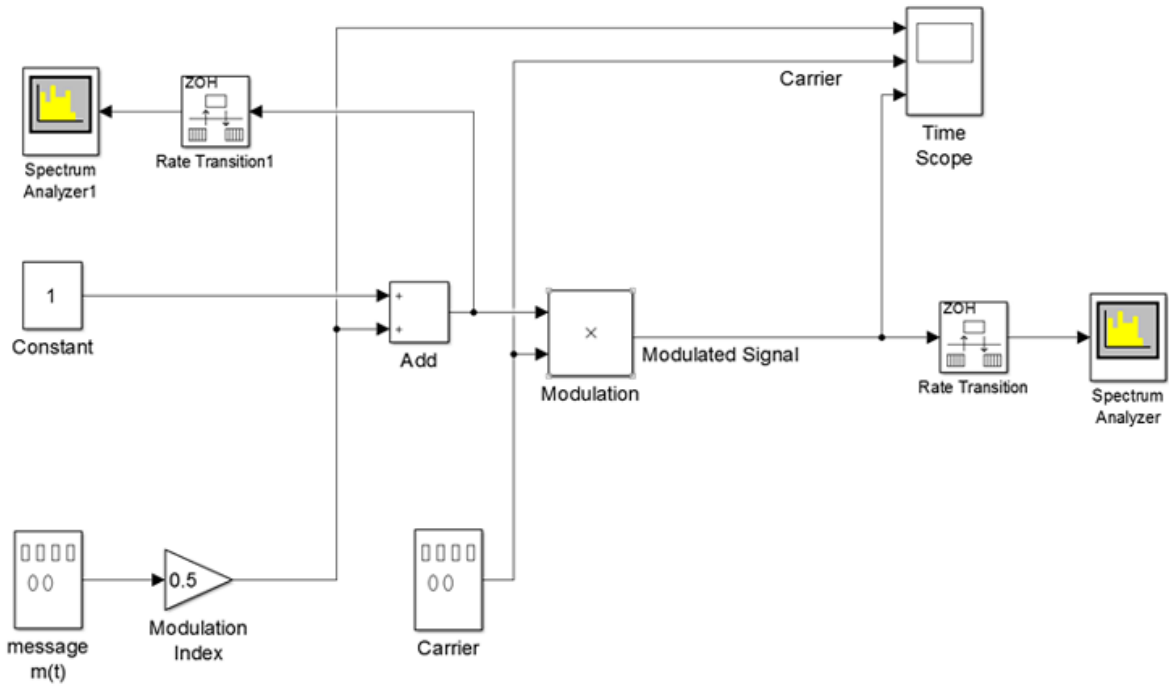 Carrier
Time
Scope
ZOH
Rate Transition1
Spectrum
Analyzer1
1
Constant
+
+
Add
×
Modulation
Modulated Signal
ZOH
Rate Transition
Spectrum
Analyzer
message
m(t)
0.5
Modulation
Index
Carrier